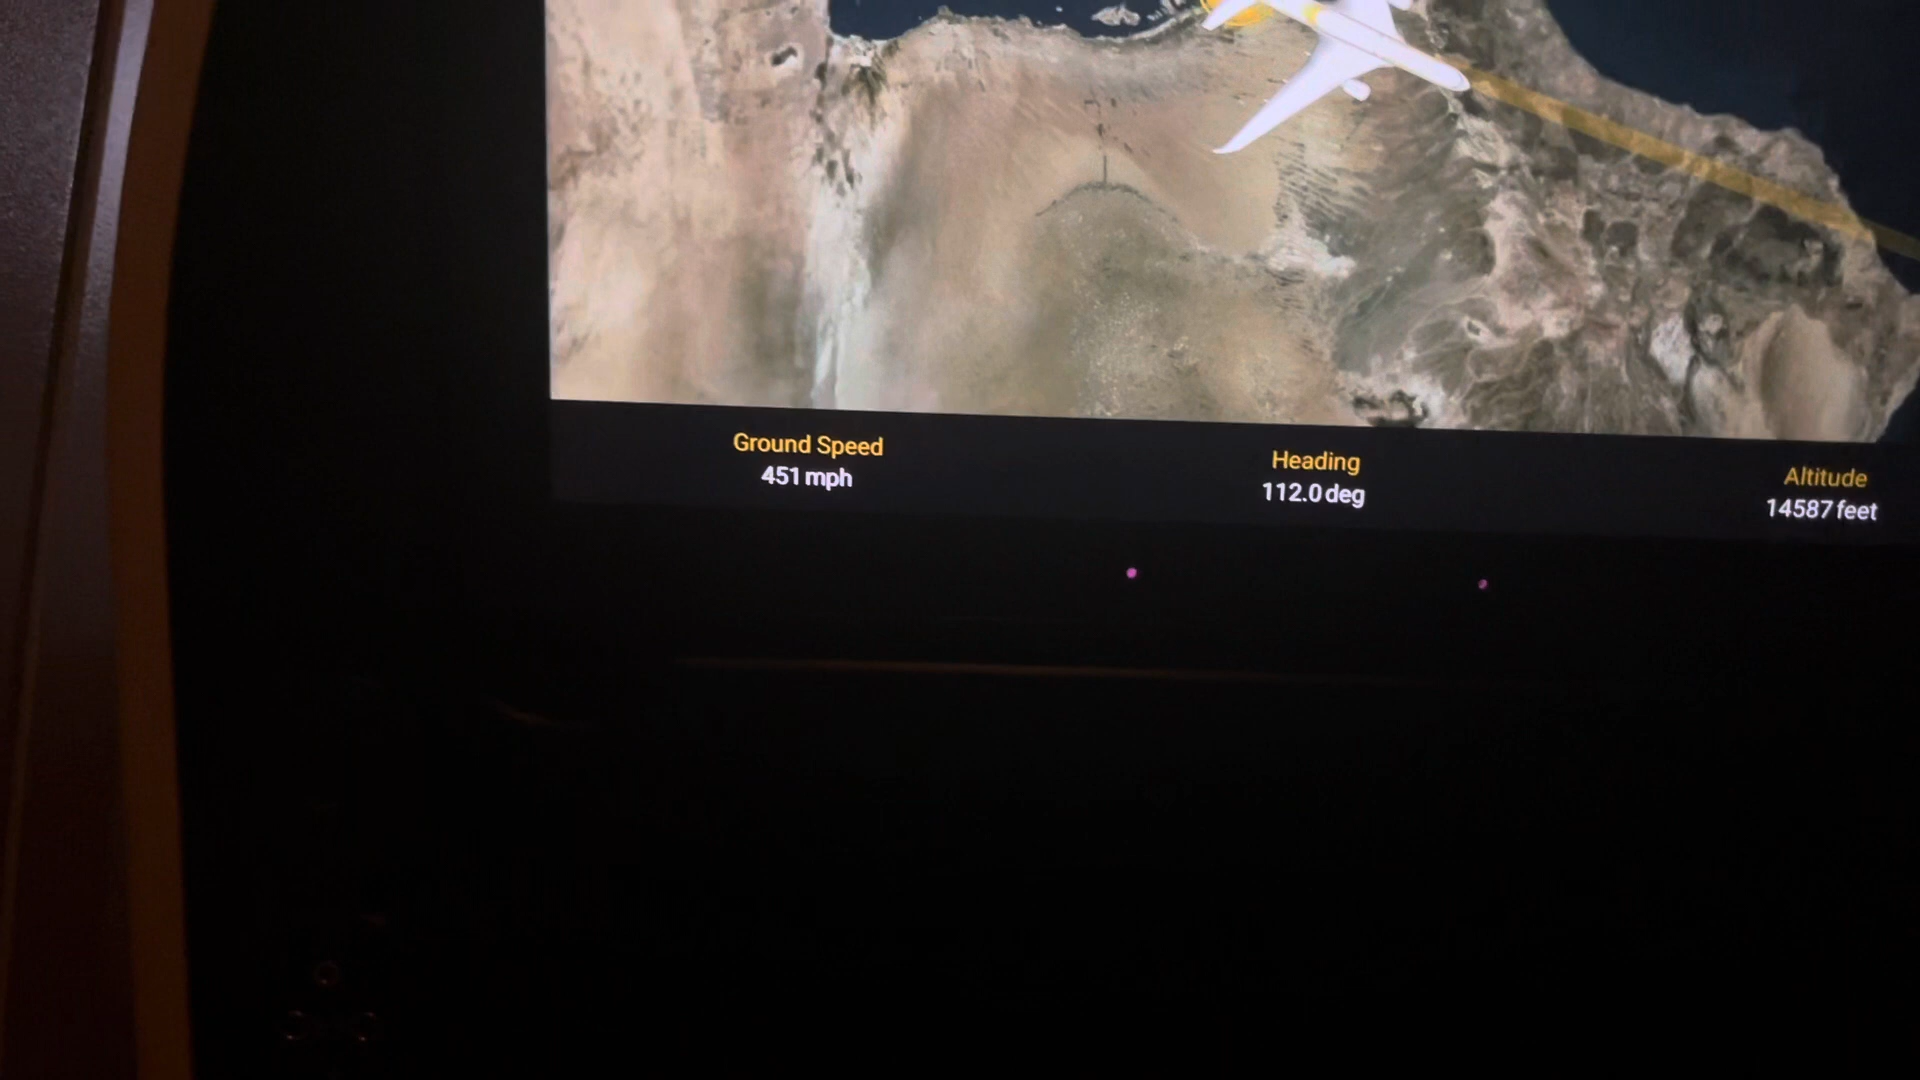 Ground Speed
451 mph
Heading
112.0 deg
Altitude
14587 feet